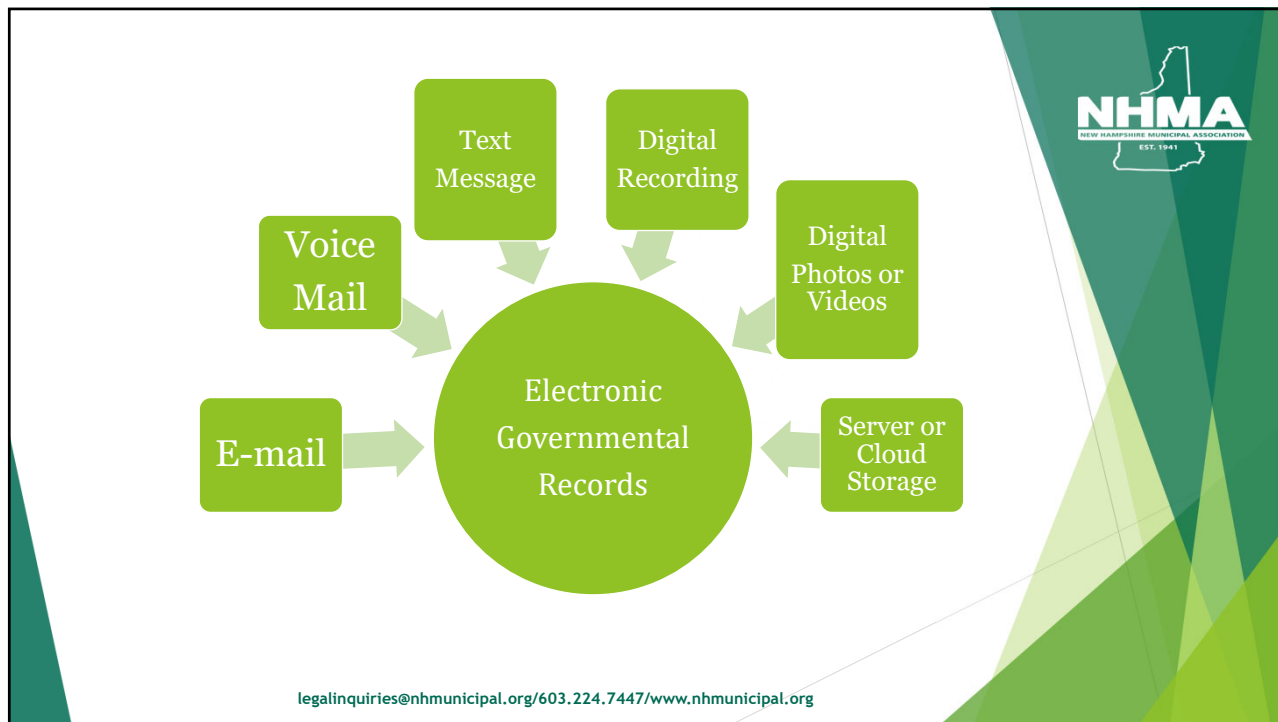 Text
Message
Digital
Recording
Voice
Mail
Digital
Photos or
Videos
E-mail
Server or
Cloud
Storage
Electronic
Governmental
Records
NHMA
NEW HAMPSHIRE MUNICIPAL ASSOCIATION
EST. 1941
legalinquiries@nhmunicipal.org/603.224.7447/www.nhmunicipal.org